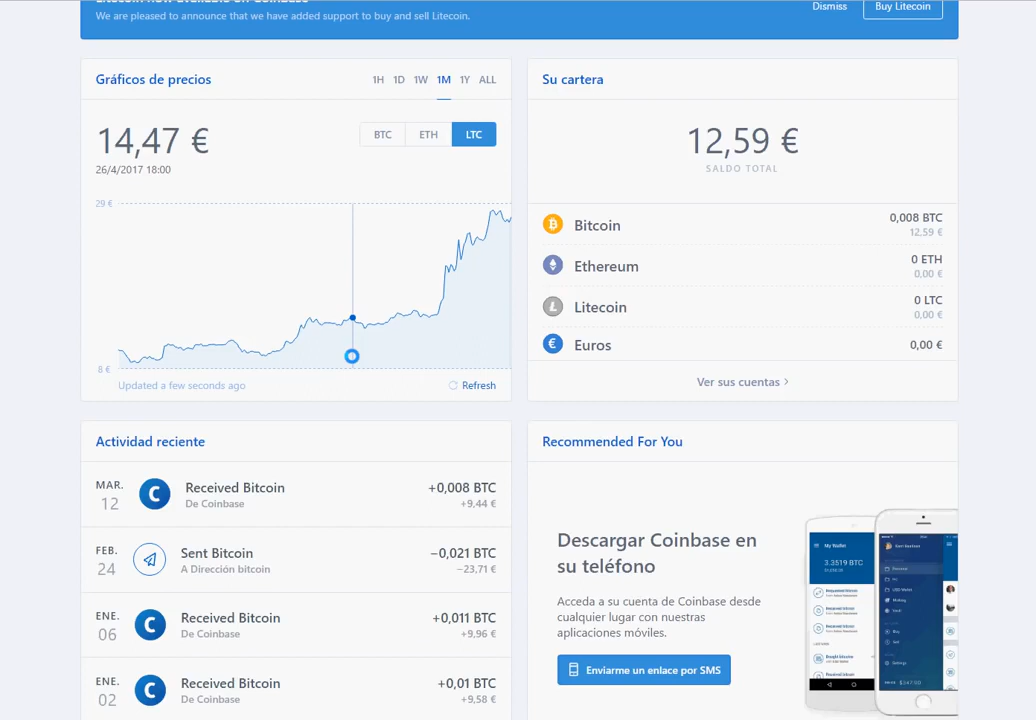 We are pleased to announce that we have added support to buy and sell Litecoin.
Dismiss
Buy Litecoin
Gráficos de precios
1H 1D 1W 1M 1Y ALL
14,47 €
26/4/2017 18:00
BTC ETH LTC
29 €
8 €
Updated a few seconds ago
Refresh
Su cartera
12,59 €
SALDO TOTAL
Bitcoin
0,008 BTC
12,59 €
Ethereum
0 ETH
0,00 €
Litecoin
0 LTC
0,00 €
Euros
0,00 €
Ver sus cuentas
Actividad reciente
MAR.
12
Received Bitcoin
De Coinbase
+0,008 BTC
+9,44 €
FEB.
24
Sent Bitcoin
A Dirección bitcoin
−0,021 BTC
−23,71 €
ENE.
06
Received Bitcoin
De Coinbase
+0,011 BTC
+9,96 €
ENE.
02
Received Bitcoin
De Coinbase
+0,01 BTC
+9,58 €
Recommended For You
Descargar Coinbase en
su teléfono
Acceda a su cuenta de Coinbase desde
cualquier lugar con nuestras
aplicaciones móviles.
Enviarme un enlace por SMS
My Wallet
3.3519 BTC